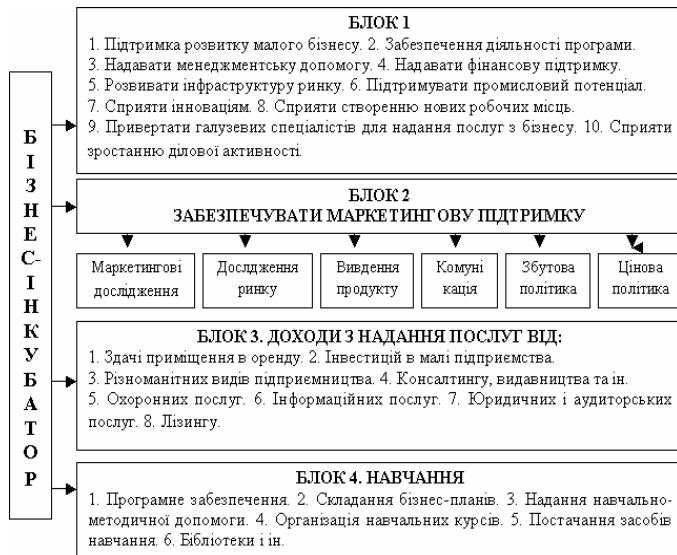 БІЗНЕС-ІНКУБАТОР
БЛОК 1
1. Підтримка розвитку малого бізнесу. 2. Забезпечення діяльності програми.
3. Надавати менеджментську допомогу. 4. Надавати фінансову підтримку.
5. Розвивати інфраструктуру ринку. 6. Підтримувати промисловий потенціал.
7. Сприяти інноваціям. 8. Сприяти створенню нових робочих місць.
9. Привертати галузевих спеціалістів для надання послуг з бізнесу. 10. Сприяти
зростанню ділової активності.
БЛОК 2
ЗАБЕЗПЕЧУВАТИ МАРКЕТИНГОВУ ПІДТРИМКУ
Маркетингові
дослідження
Дослдження
ринку
Вивдення
продукту
Комуні
кація
Збутова
політика
Цінова
політика
БЛОК 3. ДОХОДИ З НАДАННЯ ПОСЛУГ ВІД:
1. Здачі приміщення в оренду. 2. Інвестицій в малі підприємства.
3. Різноманітних видів підприємництва. 4. Консалтингу, видавництва та ін.
5. Охоронних послуг. 6. Інформаційних послуг. 7. Юридичних і аудиторських
послуг. 8. Лізингу.
БЛОК 4. НАВЧАННЯ
1. Програмне забезпечення. 2. Складання бізнес-планів. 3. Надання навчально-
методичної допомоги. 4. Організація навчальних курсів. 5. Постачання засобів
навчання. 6. Бібліотеки і ін.